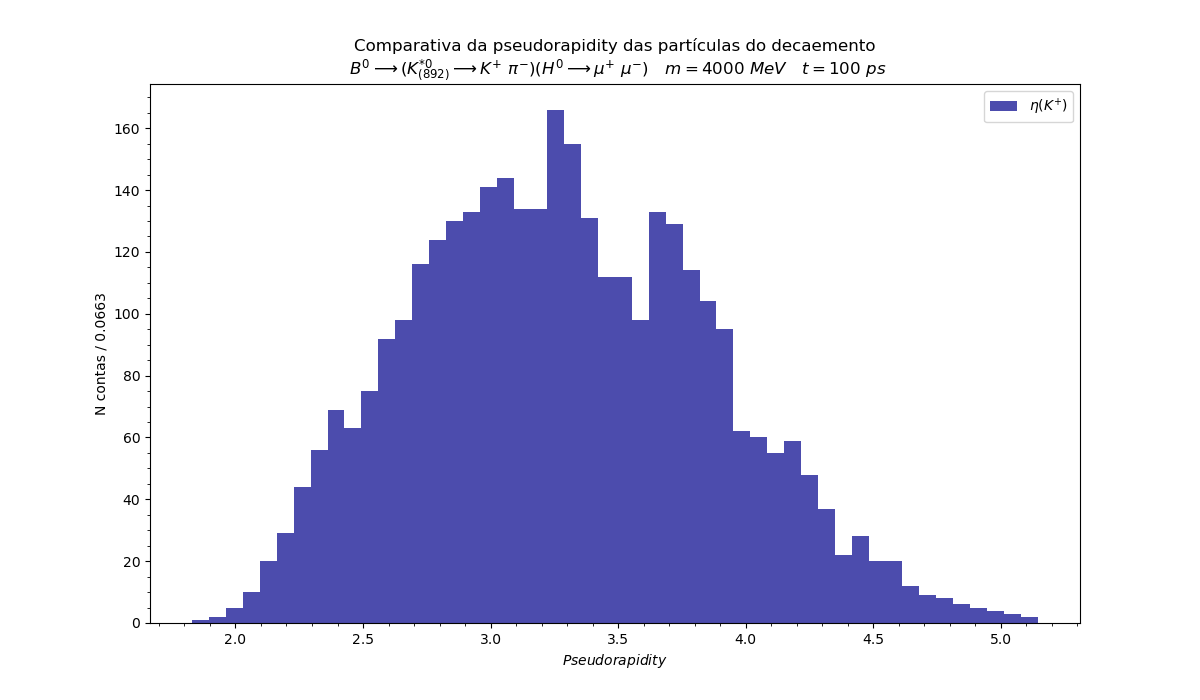 Comparativa da pseudorapidity das partículas do decaemento
B⁰ ⟶ (K*⁰₍₈₉₂₎ ⟶ K⁺ π⁻)(H⁰ ⟶ μ⁺ μ⁻) m = 4000 MeV t = 100 ps
η(K⁺)
160
140
120
100
80
60
40
20
0
N contas / 0.0663
2.0 2.5 3.0 3.5 4.0 4.5 5.0
Pseudorapidity